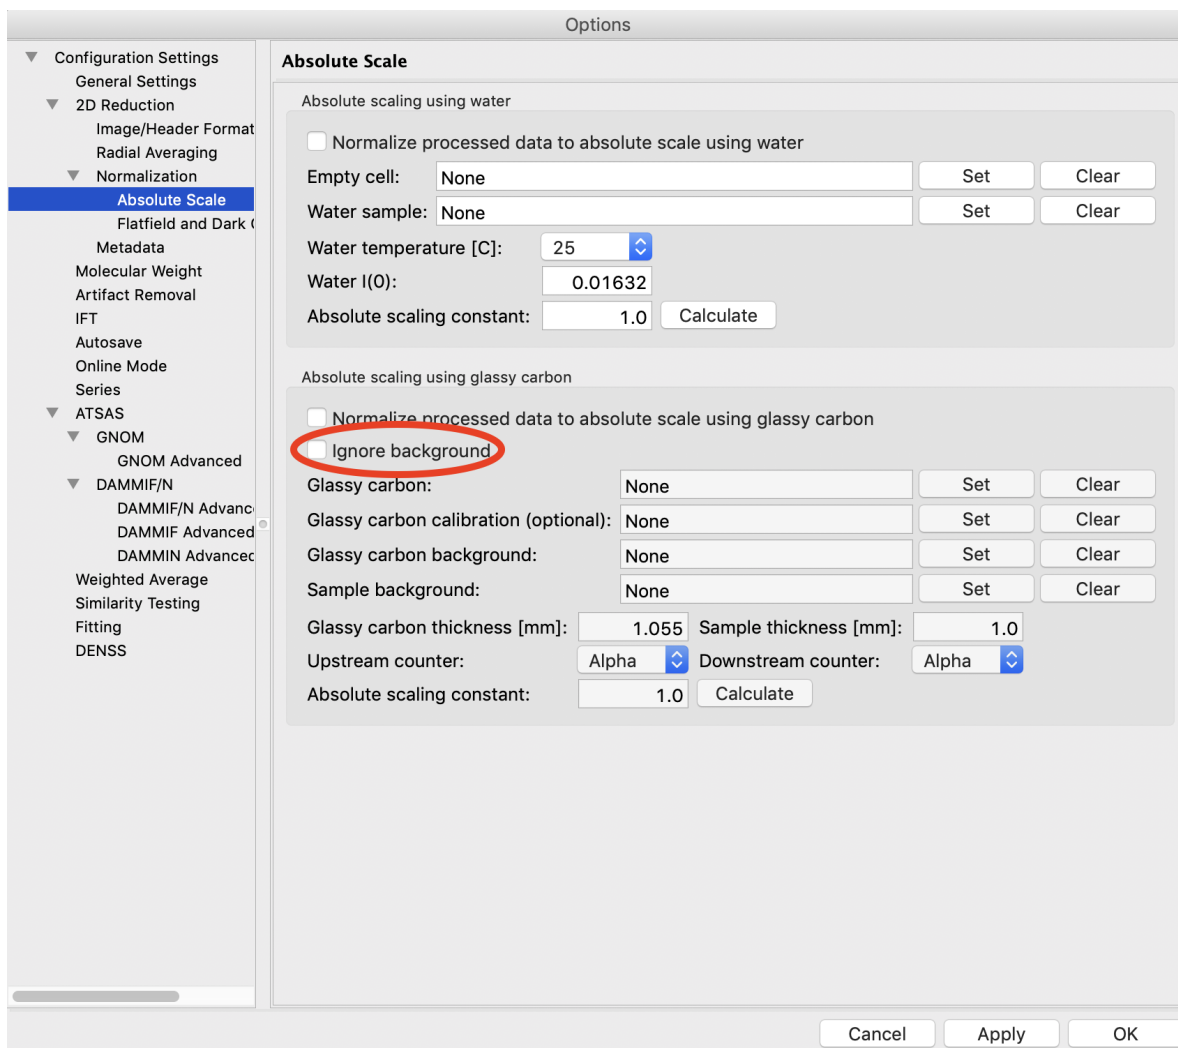 Options
Configuration Settings
General Settings
2D Reduction
Image/Header Format
Radial Averaging
Normalization
Absolute Scale
Flatfield and Dark
Metadata
Molecular Weight
Artifact Removal
IFT
Autosave
Online Mode
Series
ATSAS
GNOM
GNOM Advanced
DAMMIF/N
DAMMIF/N Advanc
DAMMIF Advanced
DAMMIN Advanced
Weighted Average
Similarity Testing
Fitting
DENSS
Absolute Scale
Absolute scaling using water
Normalize processed data to absolute scale using water
Empty cell: None Set Clear
Water sample: None Set Clear
Water temperature [C]: 25
Water I(0): 0.01632
Absolute scaling constant: 1.0 Calculate
Absolute scaling using glassy carbon
Normalize processed data to absolute scale using glassy carbon
Ignore background
Glassy carbon: None Set Clear
Glassy carbon calibration (optional): None Set Clear
Glassy carbon background: None Set Clear
Sample background: None Set Clear
Glassy carbon thickness [mm]: 1.055 Sample thickness [mm]: 1.0
Upstream counter: Alpha Downstream counter: Alpha
Absolute scaling constant: 1.0 Calculate
Cancel Apply OK